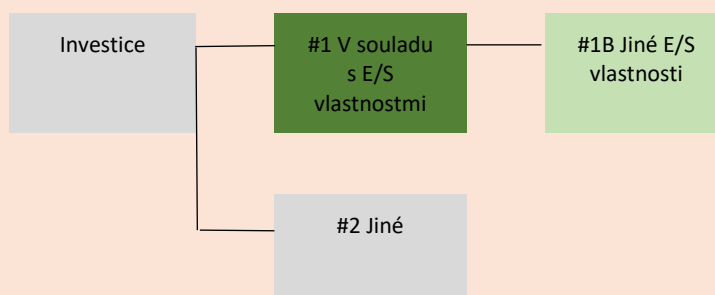 Investice
#1 V souladu
s E/S
vlastnostmi
#1B Jiné E/S
vlastnosti
#2 Jiné